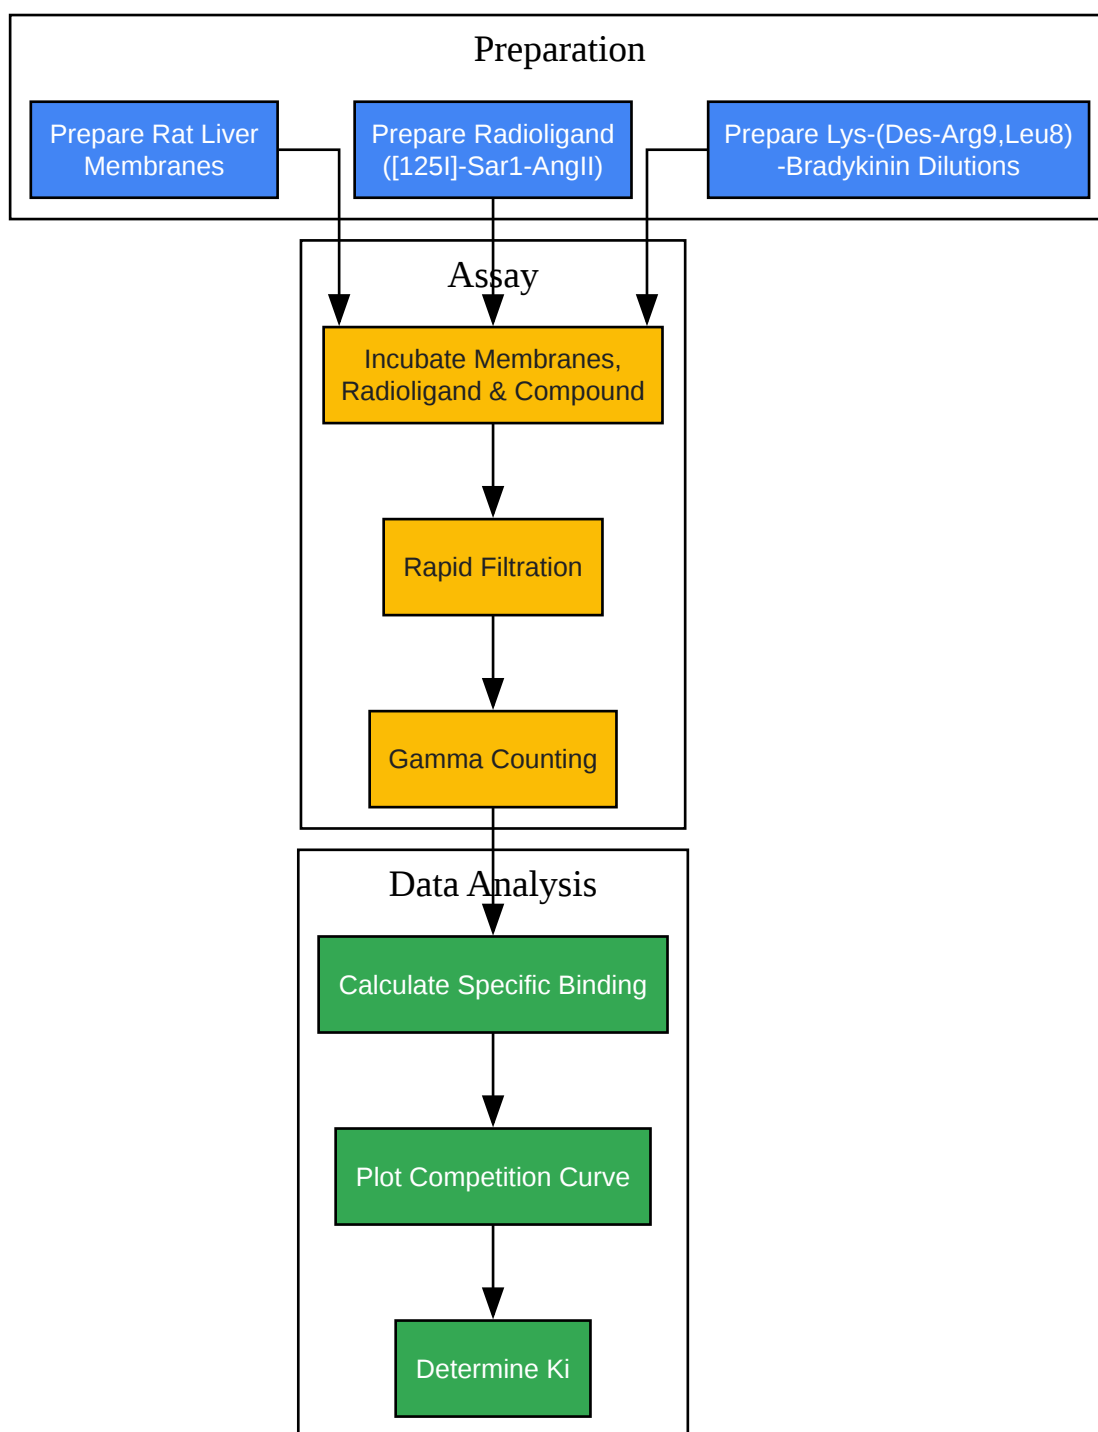 Preparation
Prepare Rat Liver
Membranes
Prepare Radioligand
([125I]-Sar1-AngII)
Prepare Lys-(Des-Arg9,Leu8)
-Bradykinin Dilutions
Assay
Incubate Membranes,
Radioligand & Compound
Rapid Filtration
Gamma Counting
Data Analysis
Calculate Specific Binding
Plot Competition Curve
Determine Ki